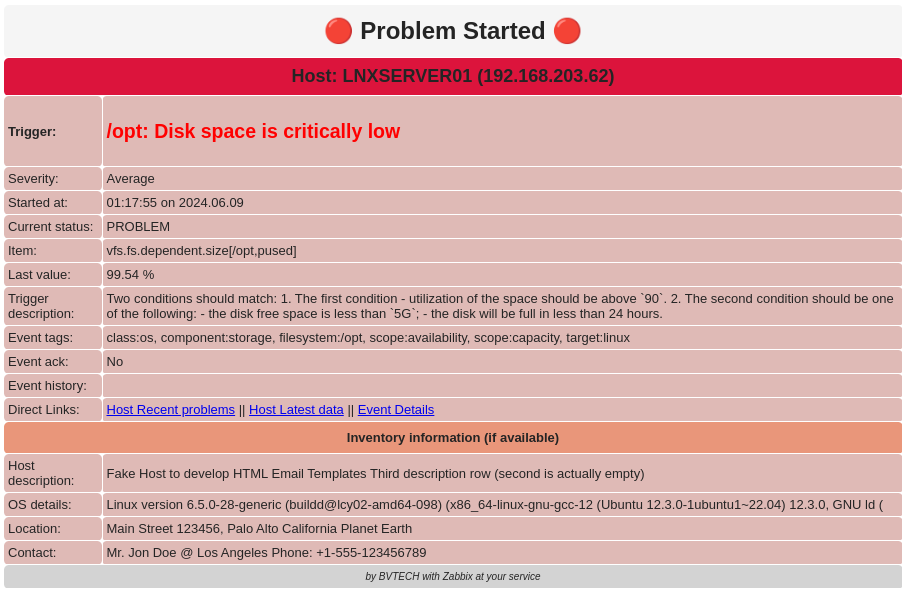 🔴 Problem Started 🔴
Host: LNXSERVER01 (192.168.203.62)
Trigger: /opt: Disk space is critically low
Severity: Average
Started at: 01:17:55 on 2024.06.09
Current status: PROBLEM
Item: vfs.fs.dependent.size[/opt,pused]
Last value: 99.54 %
Trigger description:
Two conditions should match: 1. The first condition - utilization of the space should be above `90`. 2. The second condition should be one
of the following: - the disk free space is less than `5G`; - the disk will be full in less than 24 hours.
Event tags: class:os, component:storage, filesystem:/opt, scope:availability, scope:capacity, target:linux
Event ack: No
Event history:
Direct Links: Host Recent problems || Host Latest data || Event Details
Inventory information (if available)
Host description:
Fake Host to develop HTML Email Templates Third description row (second is actually empty)
OS details: Linux version 6.5.0-28-generic (buildd@lcy02-amd64-098) (x86_64-linux-gnu-gcc-12 (Ubuntu 12.3.0-1ubuntu1~22.04) 12.3.0, GNU ld (
Location: Main Street 123456, Palo Alto California Planet Earth
Contact: Mr. Jon Doe @ Los Angeles Phone: +1-555-123456789
by BVTECH with Zabbix at your service